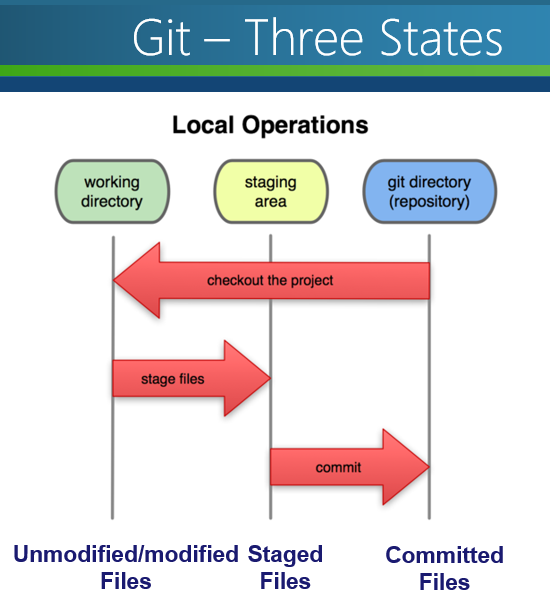 Git – Three States
Local Operations
working
directory
staging
area
git directory
(repository)
checkout the project
stage files
commit
Unmodified/modified
Files
Staged
Files
Committed
Files